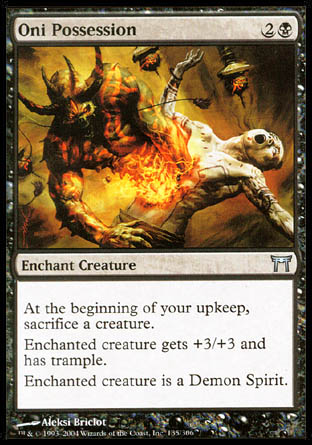 Oni Possession 2
Enchant Creature
At the beginning of your upkeep,
sacrifice a creature.
Enchanted creature gets +3/+3 and
has trample.
Enchanted creature is a Demon Spirit.
Aleksi Briclot
™ & © 1993-2004 Wizards of the Coast, Inc. 135/306